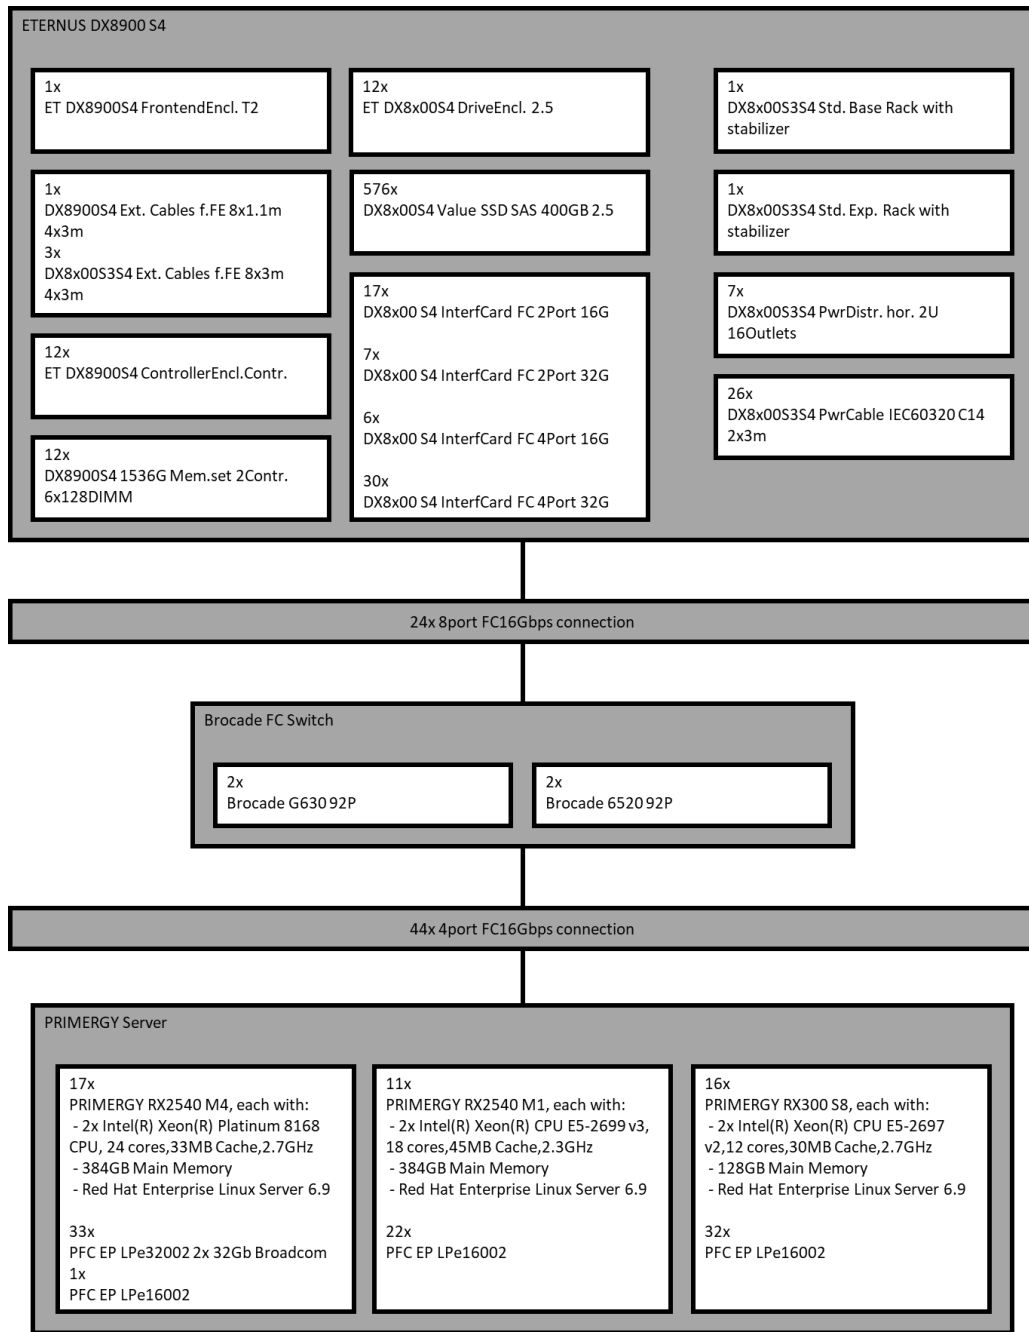 ETERNUS DX8900 S4
1x
ET DX8900S4 FrontendEncl. T2
1x
DX8900S4 Ext. Cables f.FE 8x1.1m
4x3m
3x
DX8x00S3S4 Ext. Cables f.FE 8x3m
4x3m
12x
ET DX8900S4 ControllerEncl.Contr.
12x
DX8900S4 1536G Mem.set 2Contr.
6x128DIMM
12x
ET DX8x00S4 DriveEncl. 2.5
576x
DX8x00S4 Value SSD SAS 400GB 2.5
17x
DX8x00 S4 InterfCard FC 2Port 16G
7x
DX8x00 S4 InterfCard FC 2Port 32G
6x
DX8x00 S4 InterfCard FC 4Port 16G
30x
DX8x00 S4 InterfCard FC 4Port 32G
1x
DX8x00S3S4 Std. Base Rack with
stabilizer
1x
DX8x00S3S4 Std. Exp. Rack with
stabilizer
7x
DX8x00S3S4 PwrDistr. hor. 2U
16Outlets
26x
DX8x00S3S4 PwrCable IEC60320 C14
2x3m
24x 8port FC16Gbps connection
Brocade FC Switch
2x
Brocade G630 92P
2x
Brocade 6520 92P
44x 4port FC16Gbps connection
PRIMERGY Server
17x
PRIMERGY RX2540 M4, each with:
- 2x Intel(R) Xeon(R) Platinum 8168
CPU, 24 cores,33MB Cache,2.7GHz
- 384GB Main Memory
- Red Hat Enterprise Linux Server 6.9
33x
PFC EP LPe32002 2x 32Gb Broadcom
1x
PFC EP LPe16002
11x
PRIMERGY RX2540 M1, each with:
- 2x Intel(R) Xeon(R) CPU E5-2699 v3,
18 cores,45MB Cache,2.3GHz
- 384GB Main Memory
- Red Hat Enterprise Linux Server 6.9
22x
PFC EP LPe16002
16x
PRIMERGY RX300 S8, each with:
- 2x Intel(R) Xeon(R) CPU E5-2697
v2,12 cores,30MB Cache,2.7GHz
- 128GB Main Memory
- Red Hat Enterprise Linux Server 6.9
32x
PFC EP LPe16002